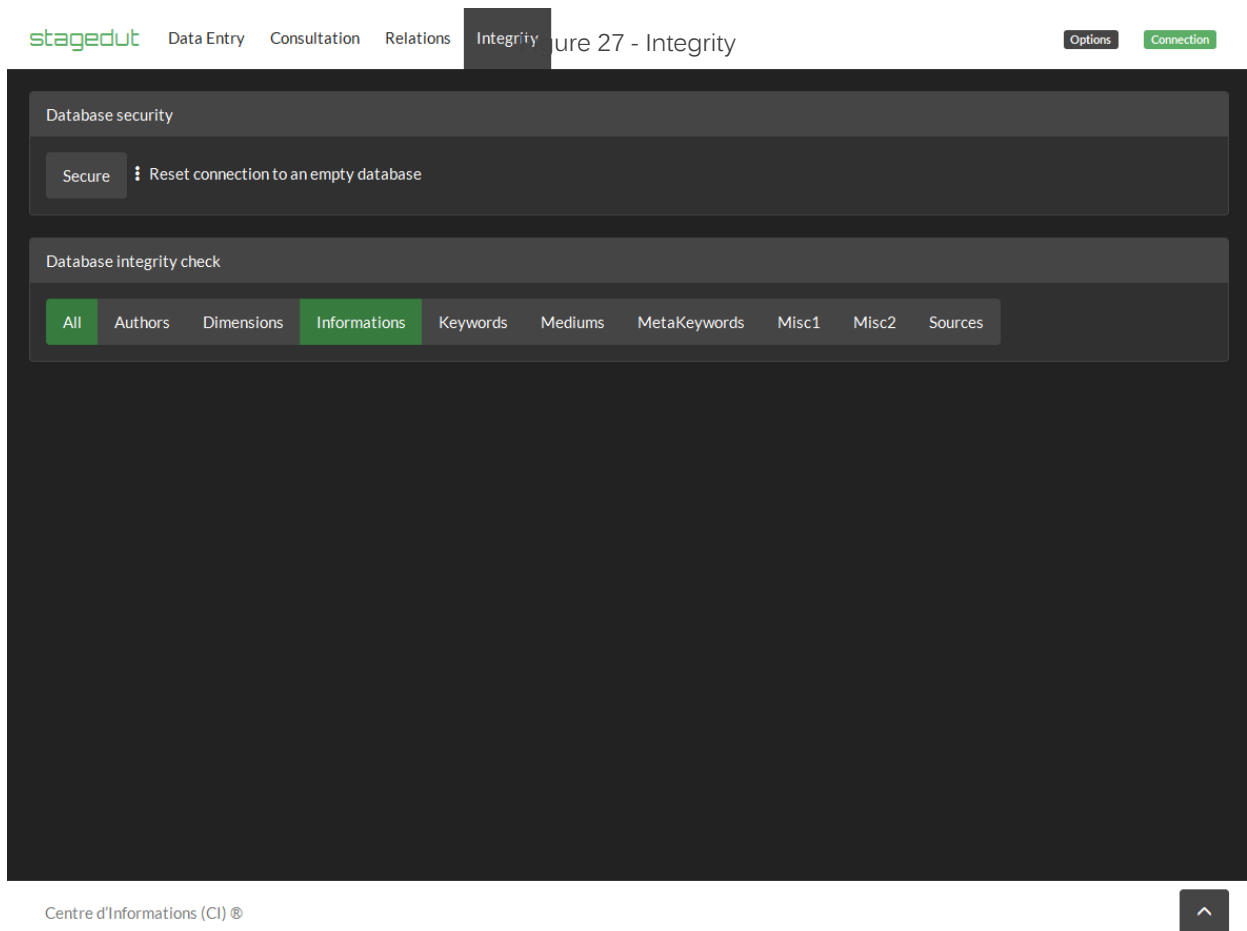 stagedut Data Entry Consultation Relations Integrity ure 27 - Integrity Options Connection
Database security
Secure Reset connection to an empty database
Database integrity check
All Authors Dimensions Informations Keywords Mediums MetaKeywords Misc1 Misc2 Sources
Centre d'Informations (CI) ®